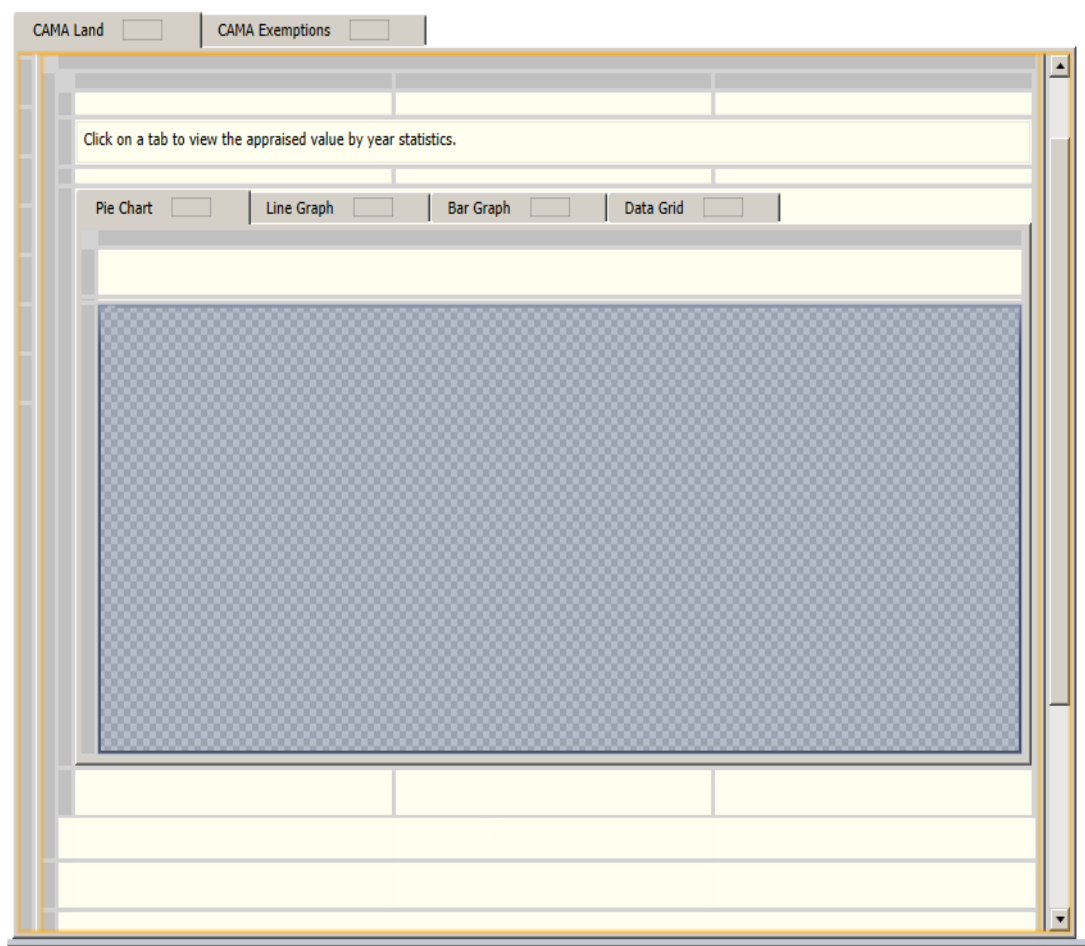 CAMA Land CAMA Exemptions
Click on a tab to view the appraised value by year statistics.
Pie Chart Line Graph Bar Graph Data Grid